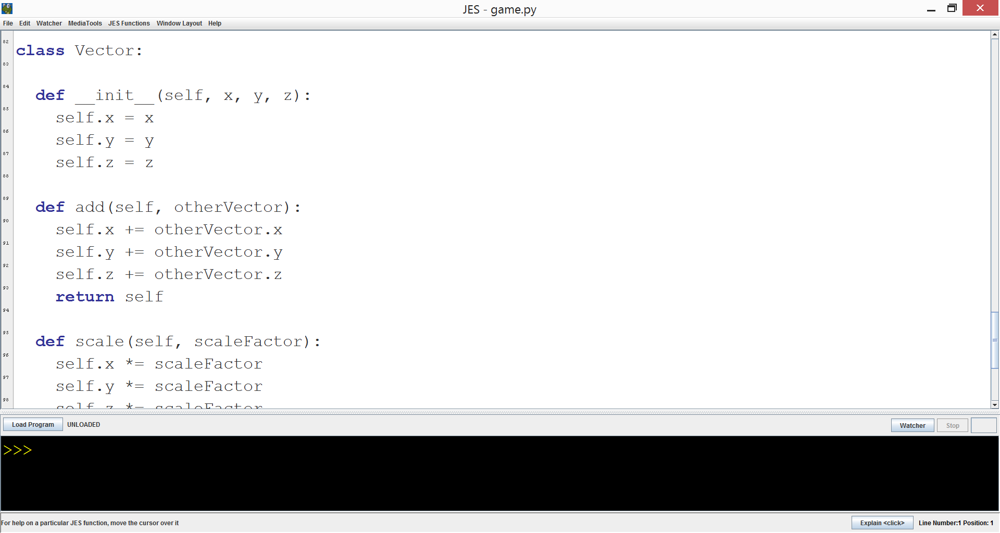 JES - game.py
File Edit Watcher MediaTools JES Functions Window Layout Help
82 class Vector:
83
84   def __init__(self, x, y, z):
85     self.x = x
86     self.y = y
87     self.z = z
88
89   def add(self, otherVector):
90     self.x += otherVector.x
91     self.y += otherVector.y
92     self.z += otherVector.z
93     return self
94
95   def scale(self, scaleFactor):
96     self.x *= scaleFactor
97     self.y *= scaleFactor
98     self.z *= scaleFactor
Load Program UNLOADED Watcher Stop
>>>
For help on a particular JES function, move the cursor over it Explain <click> Line Number:1 Position: 1